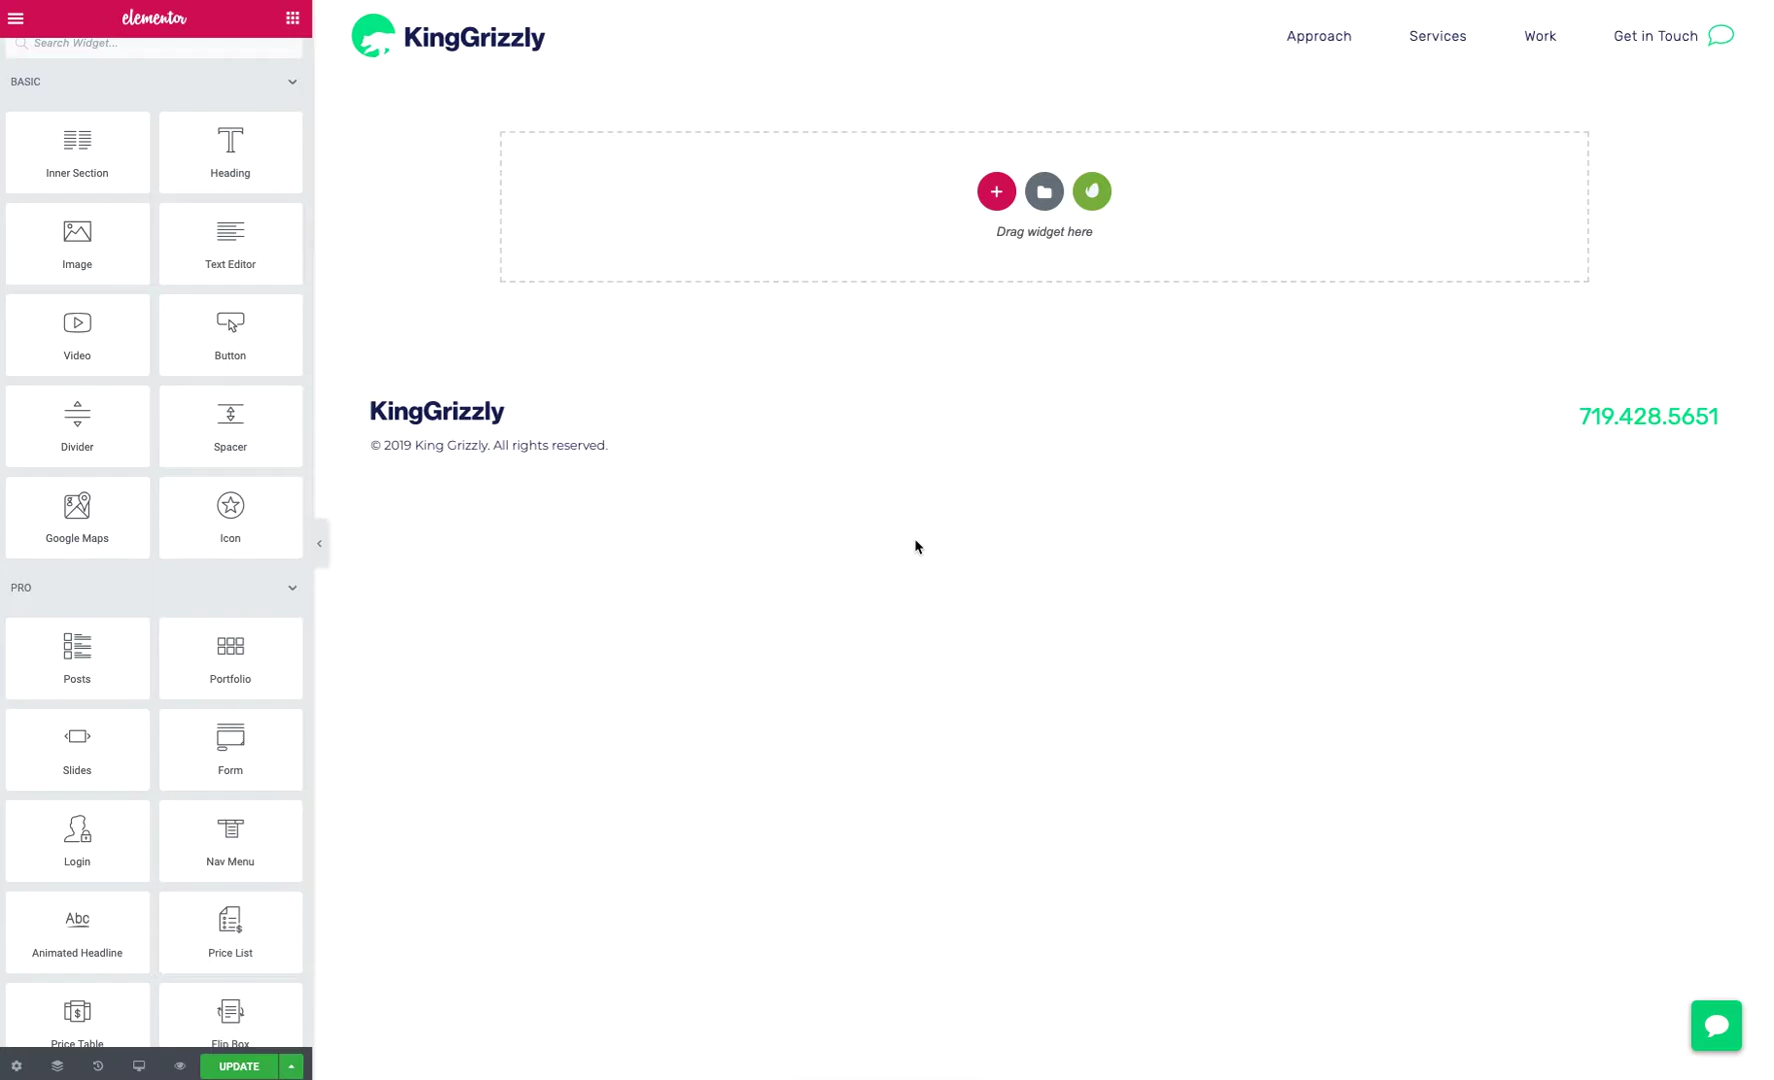 elementor
Search Widget...
BASIC
Inner Section
Heading
Image
Text Editor
Video
Button
Divider
Spacer
Google Maps
Icon
PRO
Posts
Portfolio
Slides
Form
Login
Nav Menu
Abc
Animated Headline
Price List
Price Table
Flip Box
UPDATE
KingGrizzly
Approach
Services
Work
Get in Touch
Drag widget here
KingGrizzly
© 2019 King Grizzly. All rights reserved.
719.428.5651